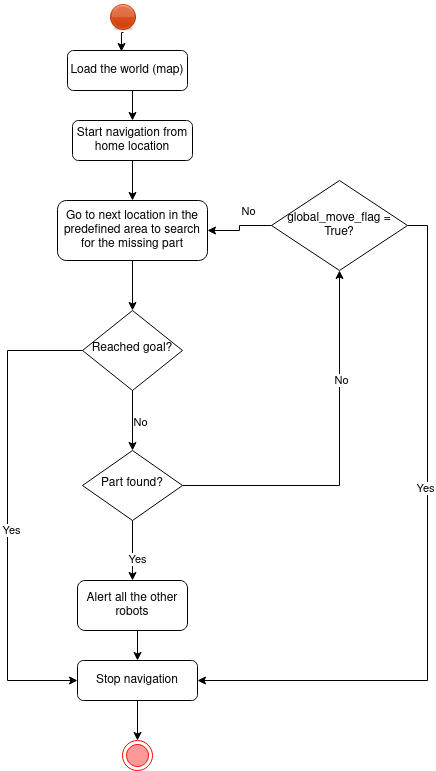 Load the world (map)
Start navigation from
home location
Go to next location in the
predefined area to search
for the missing part
No
global_move_flag =
True?
Reached goal?
No
No
Part found?
Yes
Yes
Yes
Alert all the other
robots
Stop navigation